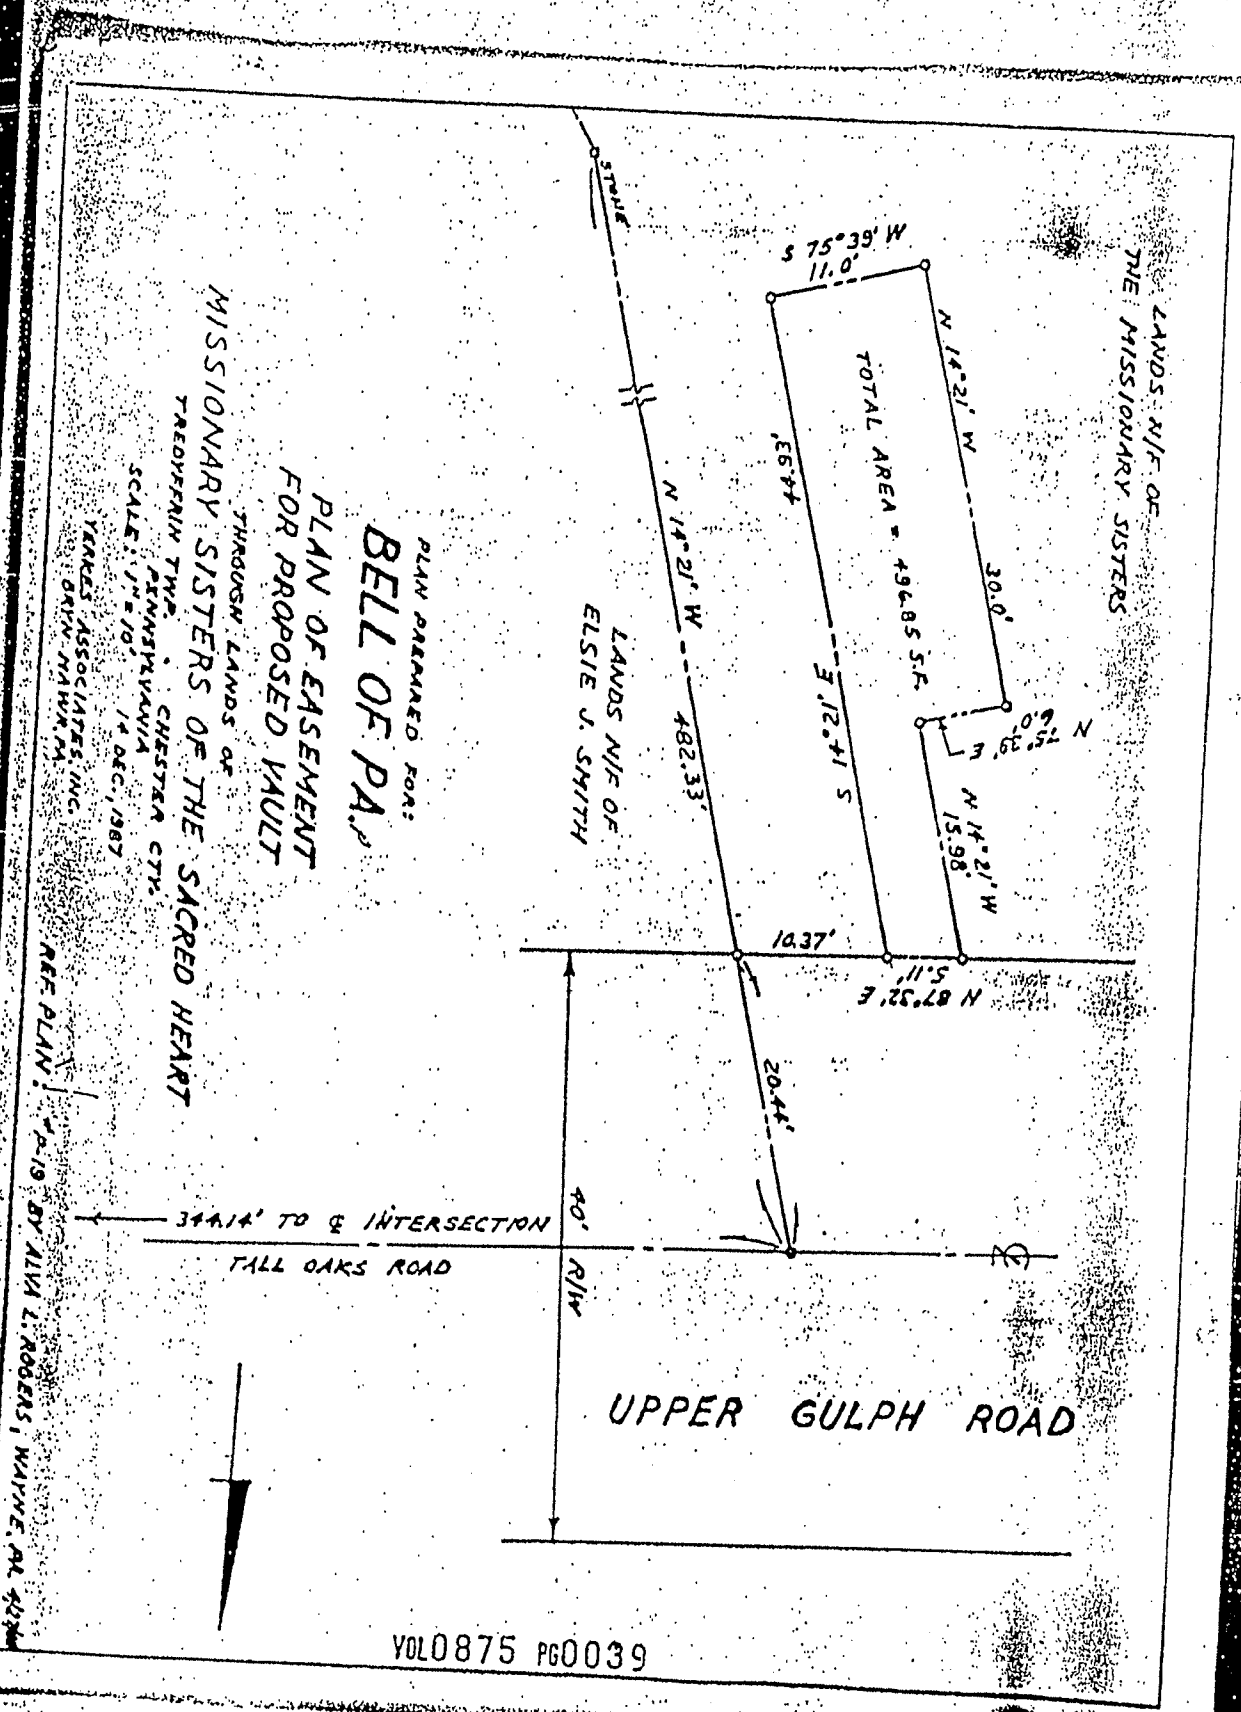 LANDS N/F OF
THE MISSIONARY SISTERS
STONE
S 75°39' W
11.0'
N 14°21' W
30.0'
TOTAL AREA = 496.85 S.F.
44.93'
S 14°21' E
N 75°39' E
6.0'
N 14°21' W
15.98'
N 14°21' W
482.33'
LANDS N/F OF
ELSIE J. SMITH
10.37'
5.11'
N 87°32' E
20.44'
PLAN PREPARED FOR:
BELL OF PA.
PLAN OF EASEMENT
FOR PROPOSED VAULT
THROUGH LANDS OF
MISSIONARY SISTERS OF THE SACRED HEART
TREDYFFRIN TWP. CHESTER CTY.
PENNSYLVANIA
SCALE: 1"=10' 14 DEC., 1987
YERKES ASSOCIATES, INC.
BRYN MAWR, PA.
REF. PLAN: #P-19 BY ALVA L. ROGERS, WAYNE, PA.
344.14' TO ℄ INTERSECTION
TALL OAKS ROAD
40' R/W
UPPER GULPH ROAD
VOL0875 PG0039